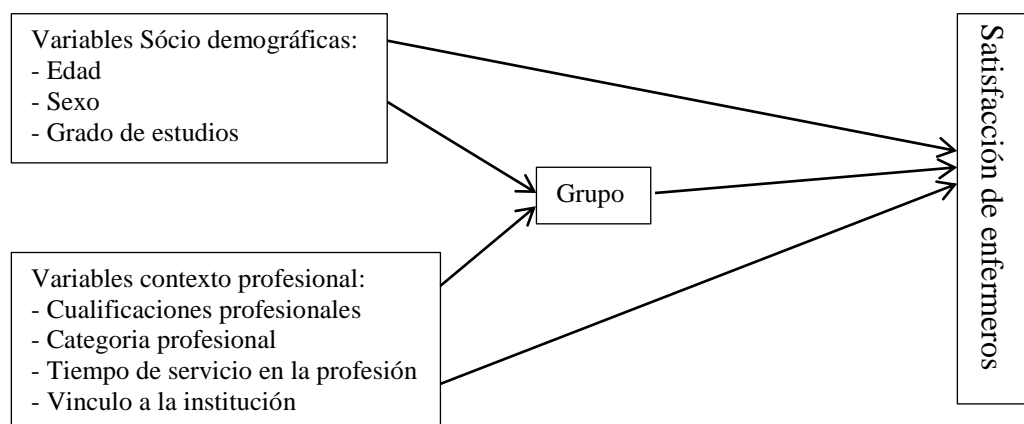 Variables Sócio demográficas:
- Edad
- Sexo
- Grado de estudios
Grupo
Variables contexto profesional:
- Cualificaciones profesionales
- Categoria profesional
- Tiempo de servicio en la profesión
- Vinculo a la institución
Satisfacción de enfermeros